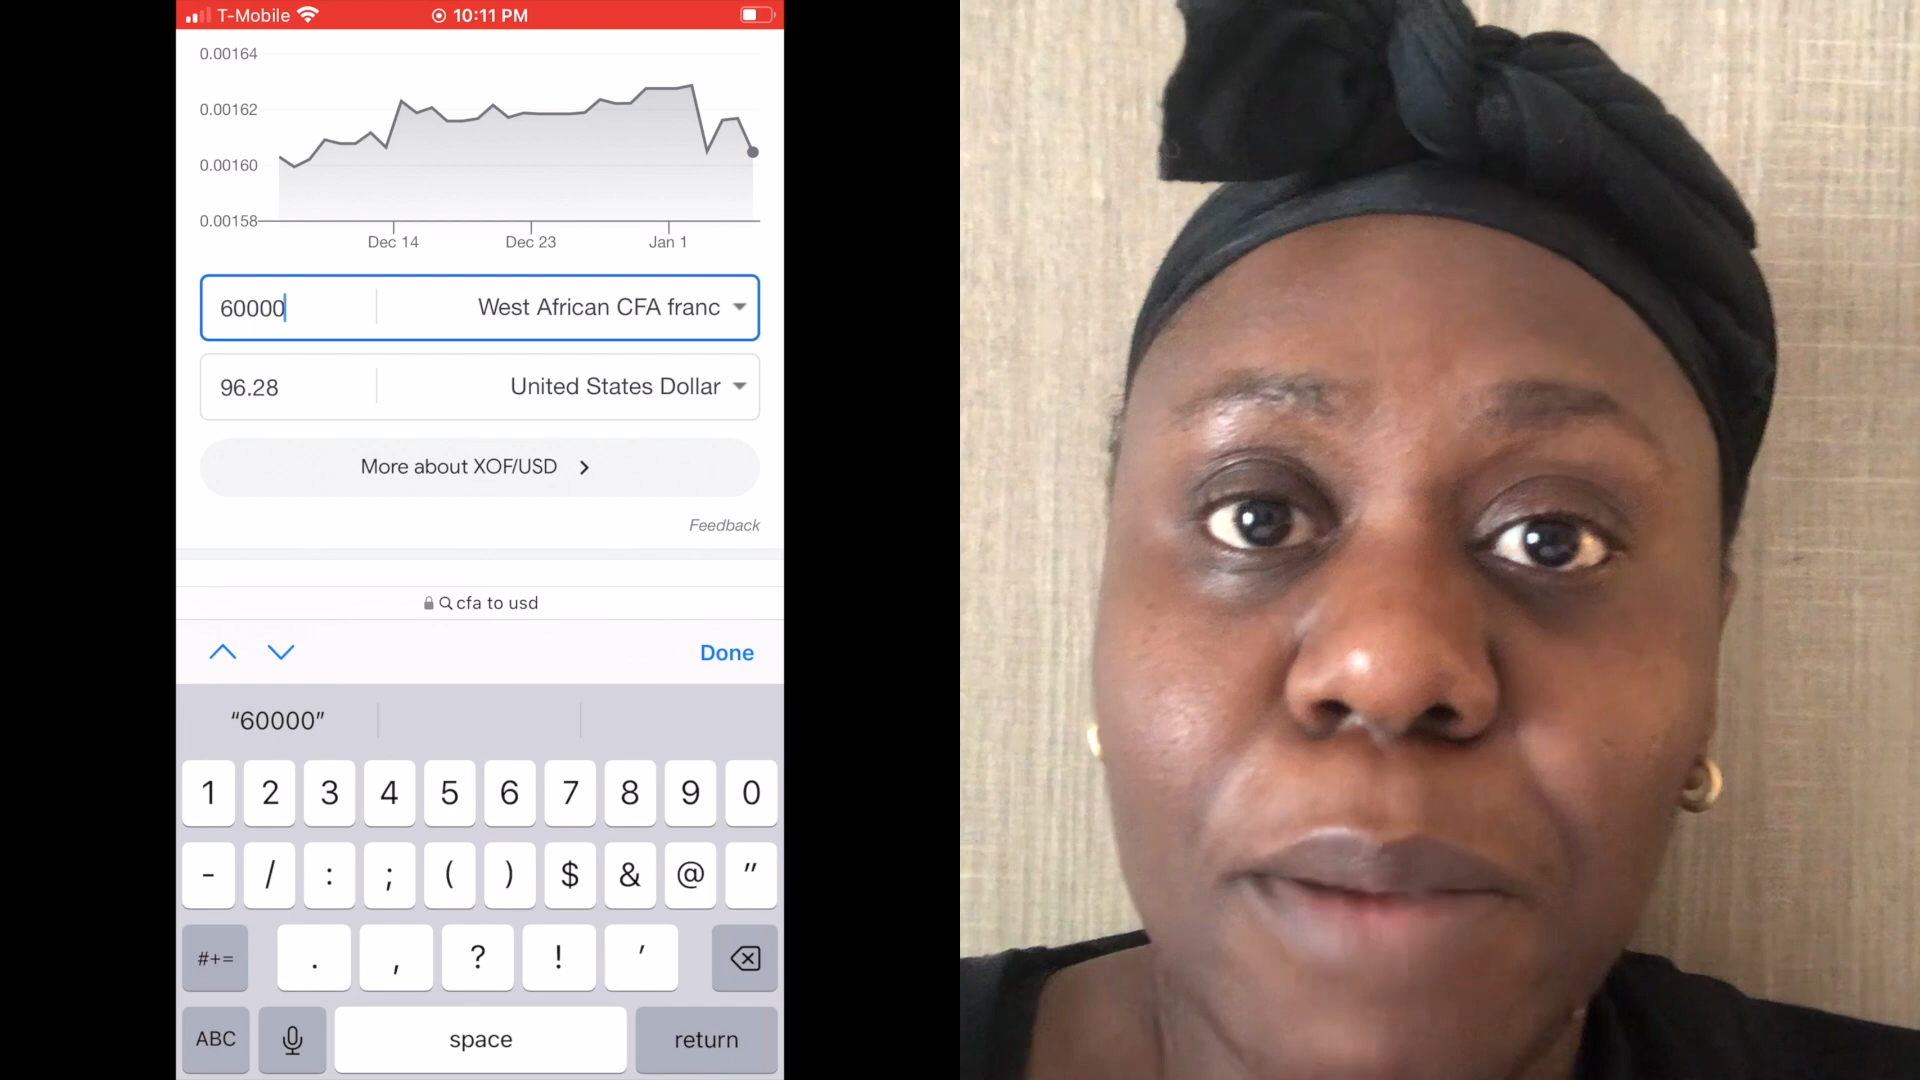 T-Mobile 10:11 PM
0.00164
0.00162
0.00160
0.00158
Dec 14 Dec 23 Jan 1
60000 West African CFA franc
96.28 United States Dollar
More about XOF/USD >
Feedback
cfa to usd
Done
“60000”
1 2 3 4 5 6 7 8 9 0
- / : ; ( ) $ & @ "
#+= . , ? ! '
ABC space return